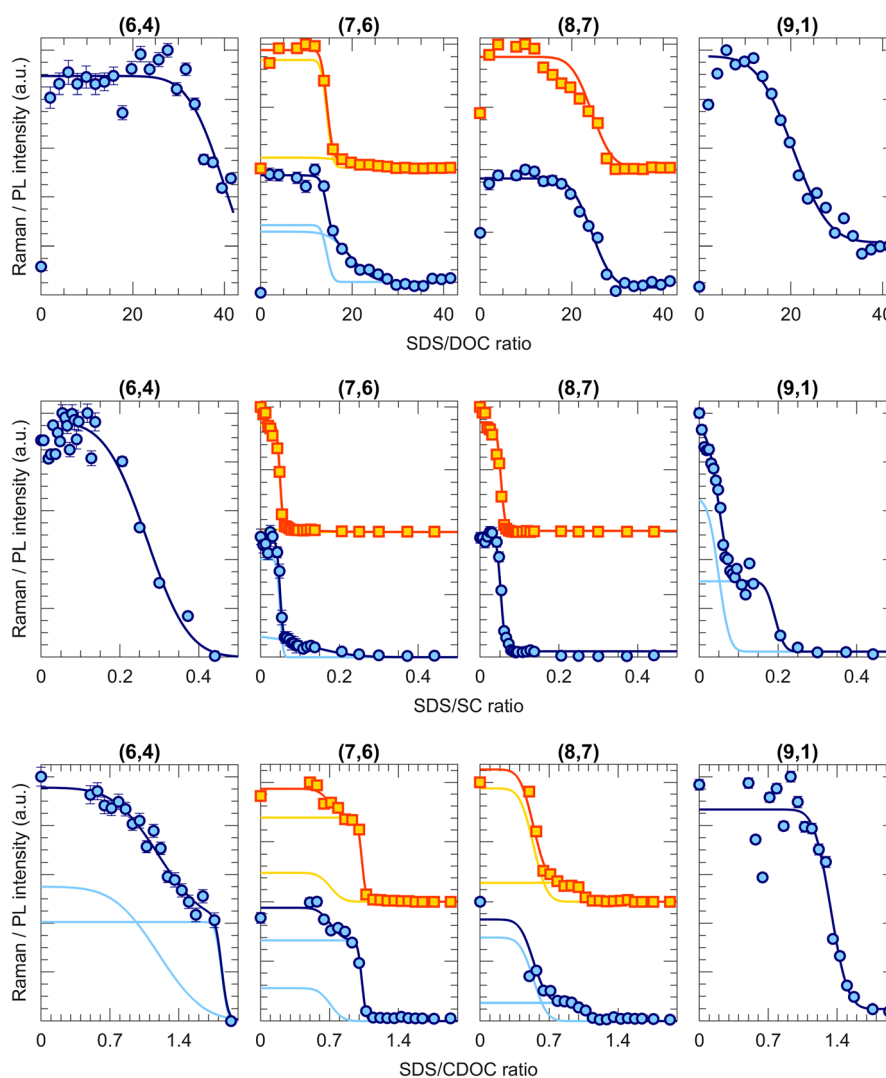 (6,4) (7,6) (8,7) (9,1)
Raman / PL intensity (a.u.)
0 20 40 0 20 40 0 20 40 0 20 40
SDS/DOC ratio
(6,4) (7,6) (8,7) (9,1)
Raman / PL intensity (a.u.)
0 0.2 0.4 0 0.2 0.4 0 0.2 0.4 0 0.2 0.4
SDS/SC ratio
(6,4) (7,6) (8,7) (9,1)
Raman / PL intensity (a.u.)
0 0.7 1.4 0 0.7 1.4 0 0.7 1.4 0 0.7 1.4
SDS/CDOC ratio